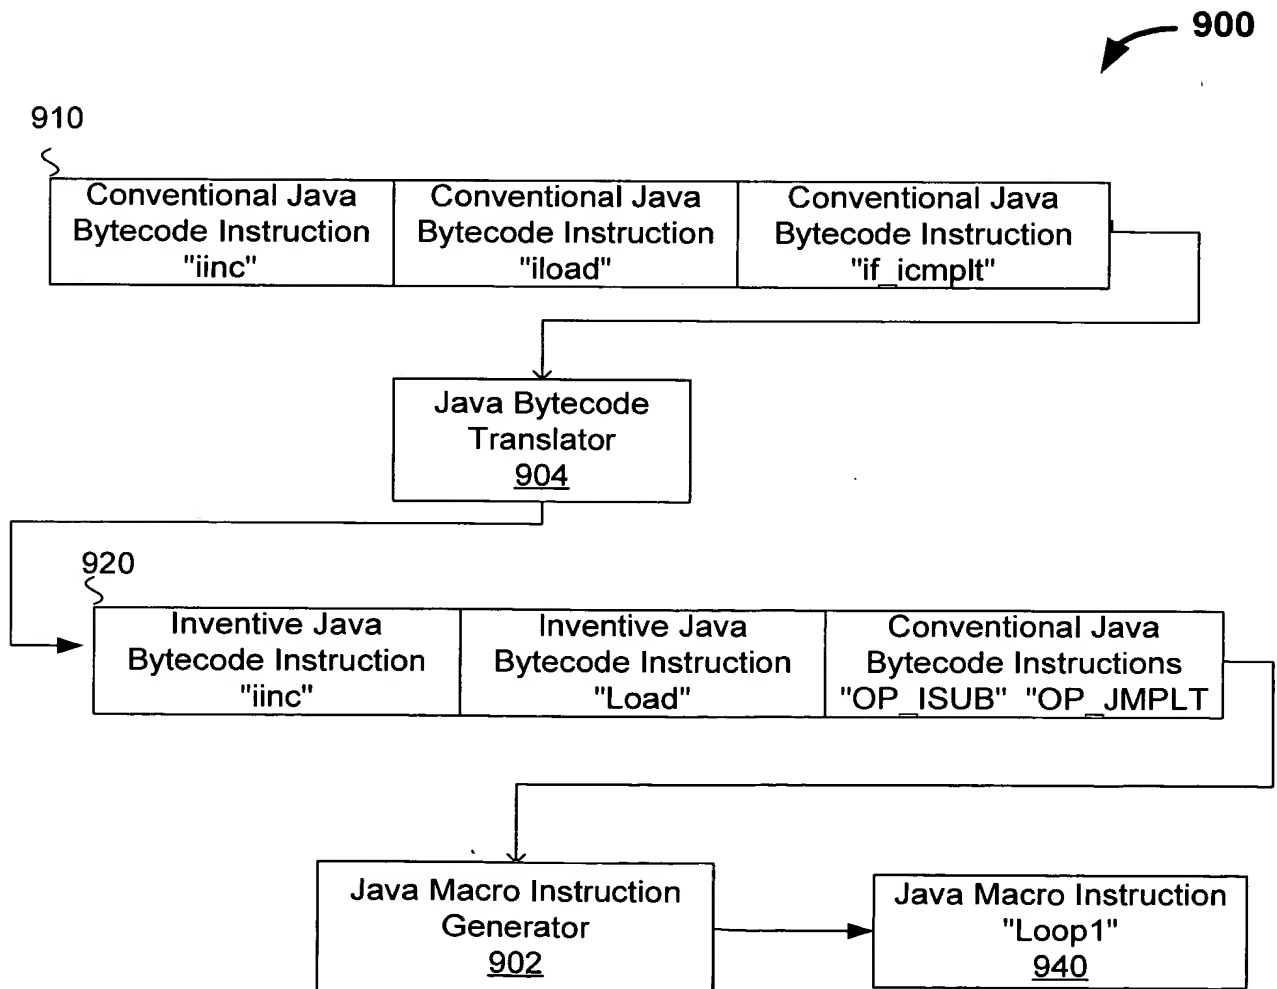 900
910
Conventional Java
Bytecode Instruction
"iinc"
Conventional Java
Bytecode Instruction
"iload"
Conventional Java
Bytecode Instruction
"if_icmplt"
Java Bytecode
Translator
904
920
Inventive Java
Bytecode Instruction
"iinc"
Inventive Java
Bytecode Instruction
"Load"
Conventional Java
Bytecode Instructions
"OP_ISUB" "OP_JMPLT
Java Macro Instruction
Generator
902
Java Macro Instruction
"Loop1"
940